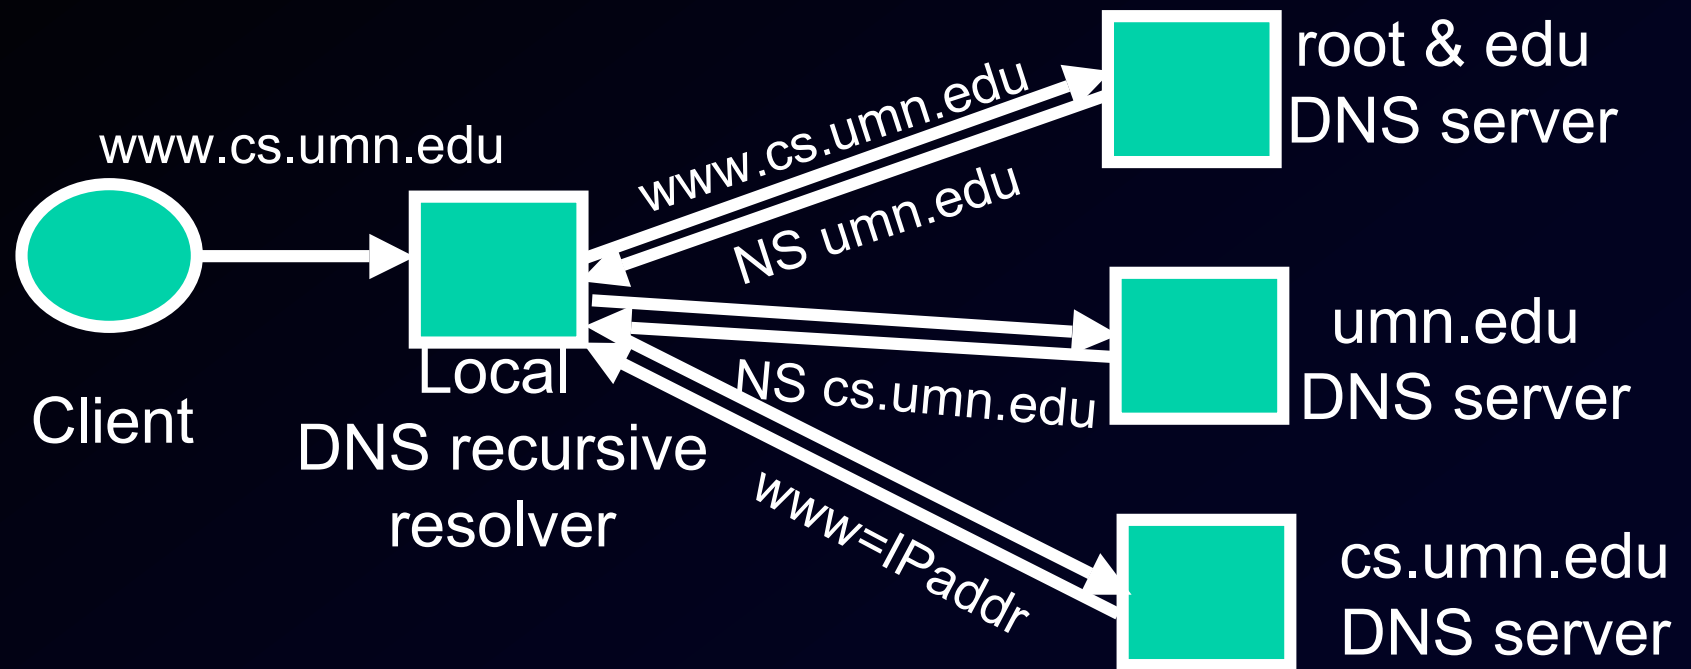 www.cs.umn.edu
Client
Local
DNS recursive
resolver
www.cs.umn.edu
NS umn.edu
NS cs.umn.edu
www=IPaddr
root & edu
DNS server
umn.edu
DNS server
cs.umn.edu
DNS server